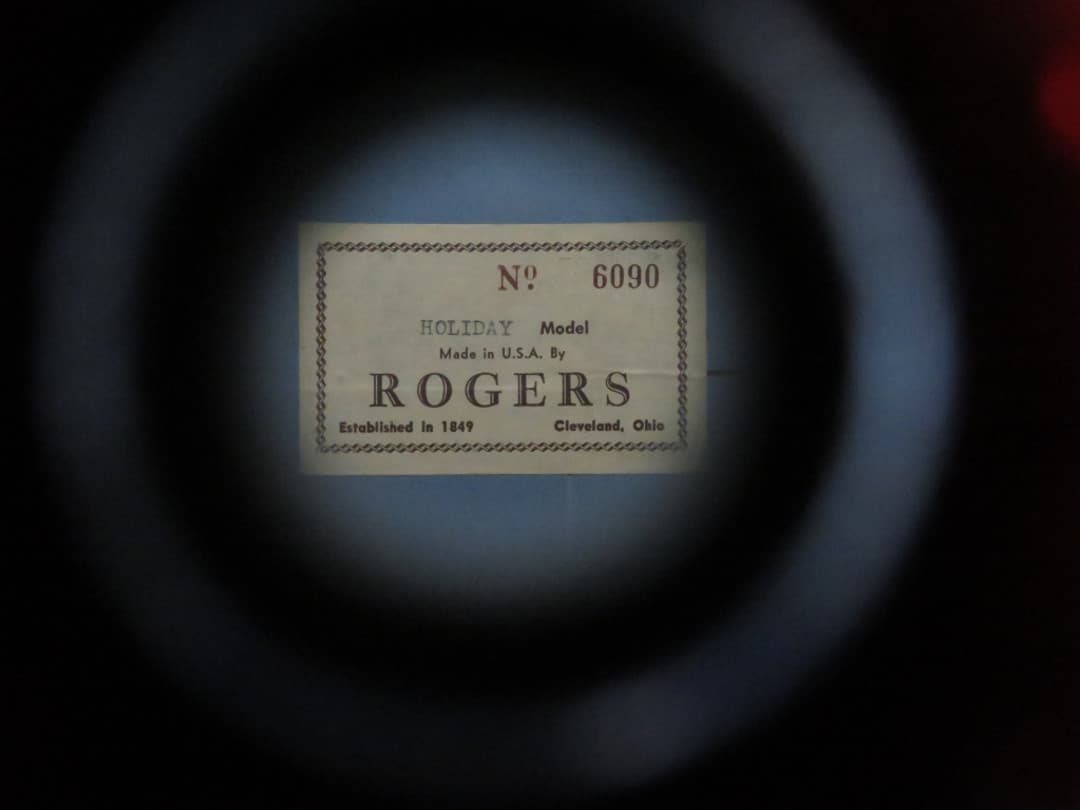 Nº 6090
HOLIDAY Model
Made in U.S.A. By
ROGERS
Established In 1849 Cleveland, Ohio